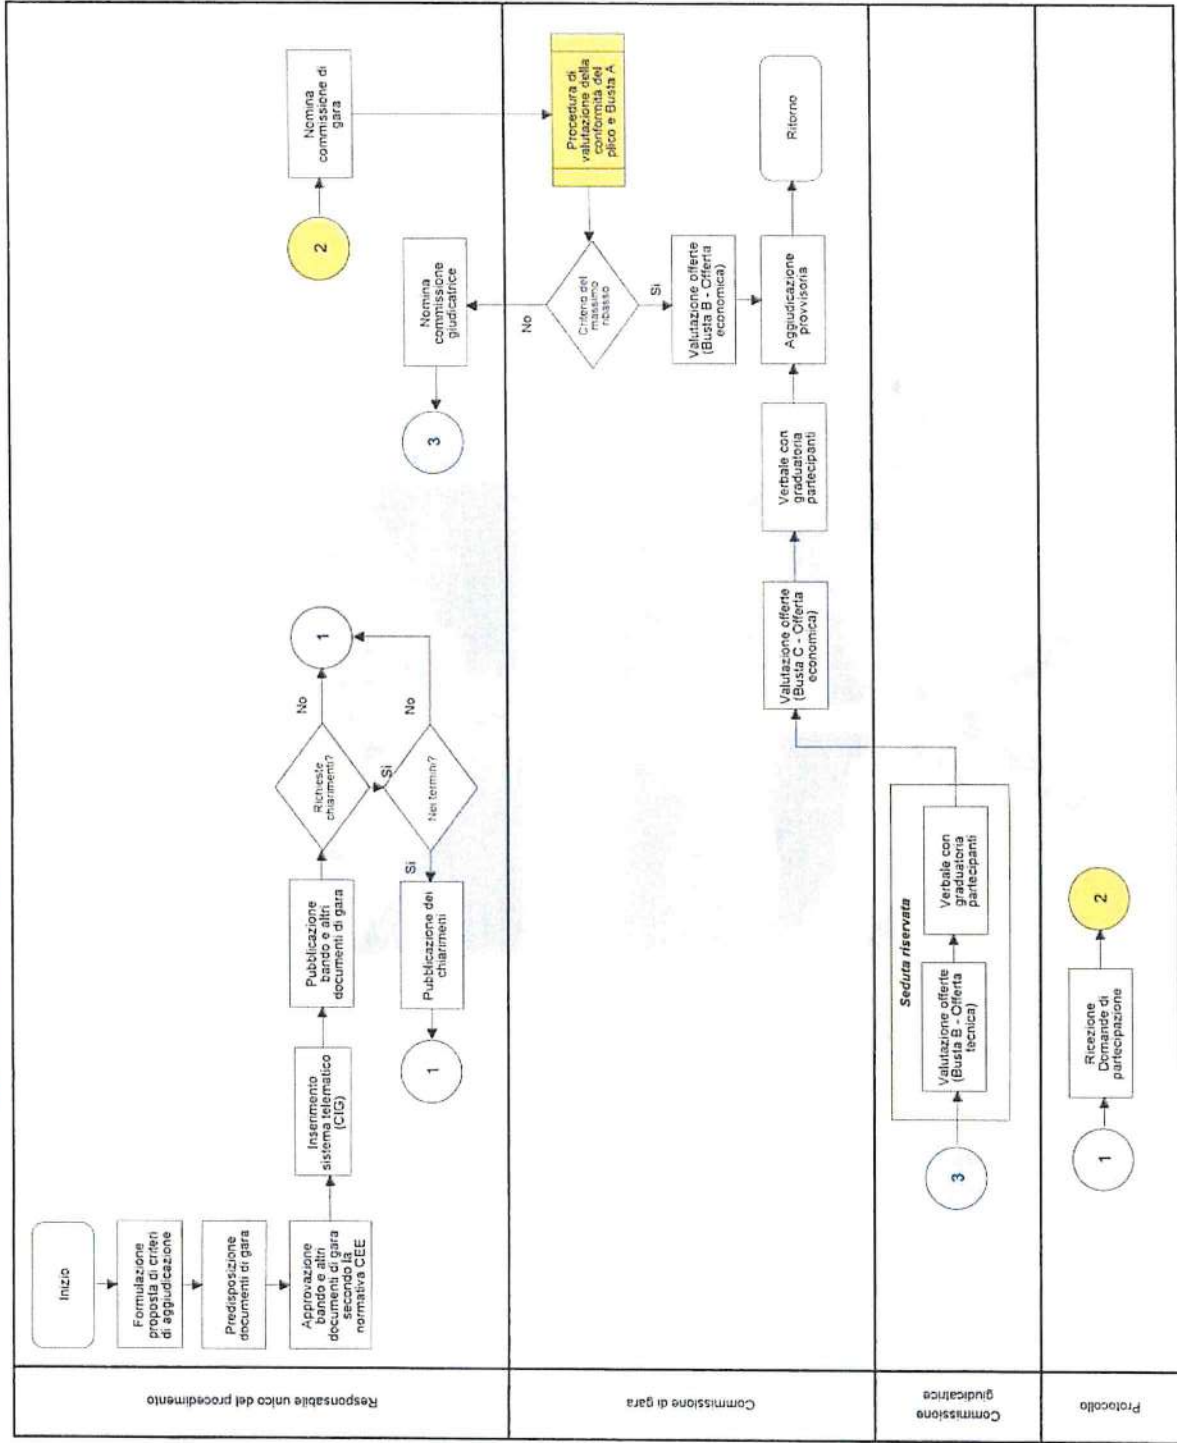 Responsabile unico del procedimento
Inizio
Formulazione
proposta di criteri
di aggiudicazione
Predisposizione
documenti di gara
Approvazione
bando e altri
documenti di gara
secondo la
normativa CEE
Inserimento
sistema telematico
(CIG)
Pubblicazione
bando e altri
documenti di gara
Richieste
chiarimenti?
No
1
Si
Nei termini?
No
Si
Pubblicazione dei
chiarimeni
1
2
Nomina
commissione di
gara
Nomina
commissione
giudicatrice
3
Commissione di gara
Procedura di
valutazione della
conformità del
plico e Busta A
Criterio del
massimo
ribasso
No
Si
Valutazione offerte
(Busta B - Offerta
economica)
Valutazione offerte
(Busta C - Offerta
economica)
Verbale con
graduatoria
partecipanti
Aggiudicazione
provvisoria
Ritorno
Commissione
giudicatrice
Seduta riservata
3
Valutazione offerte
(Busta B - Offerta
tecnica)
Verbale con
graduatoria
partecipanti
Protocollo
1
Ricezione
Domande di
partecipazione
2